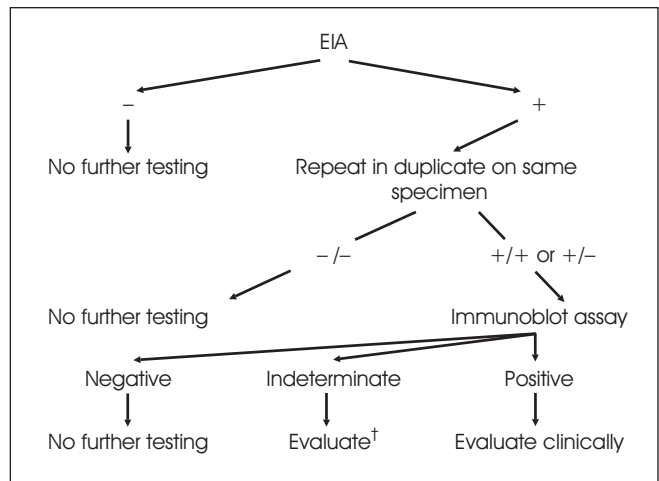 EIA
–
+
No further testing
Repeat in duplicate on same
specimen
– /–
+/+ or +/–
No further testing
Immunoblot assay
Negative
Indeterminate
Positive
No further testing
Evaluate†
Evaluate clinically